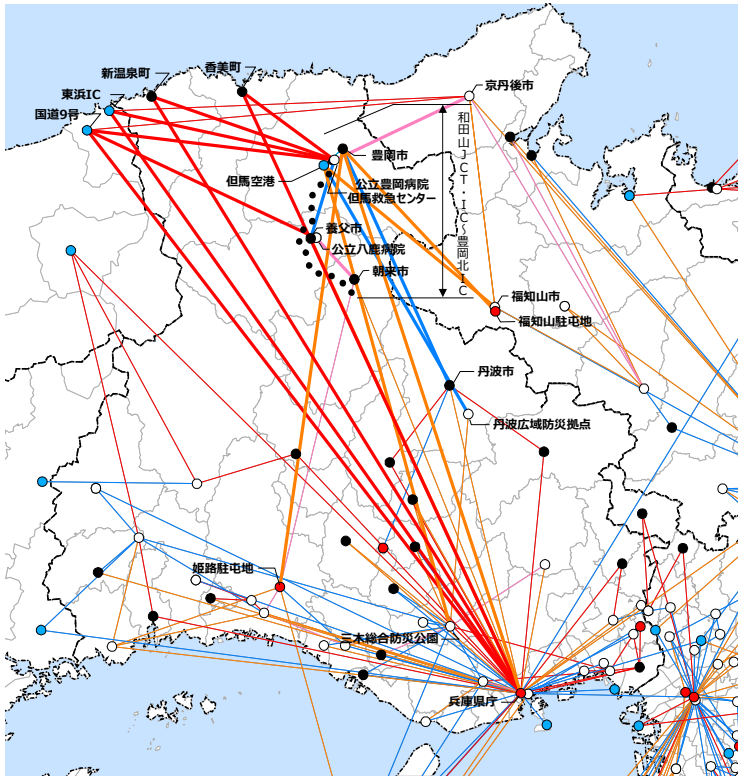 香美町
新温泉町
東浜IC
国道9号
京丹後市
和田山JCT・IC～豊岡北IC
豊岡市
但馬空港
公立豊岡病院
但馬救急センター
養父市
公立八鹿病院
朝来市
福知山市
福知山駐屯地
丹波市
丹波広域防災拠点
姫路駐屯地
三木総合防災公園
兵庫県庁